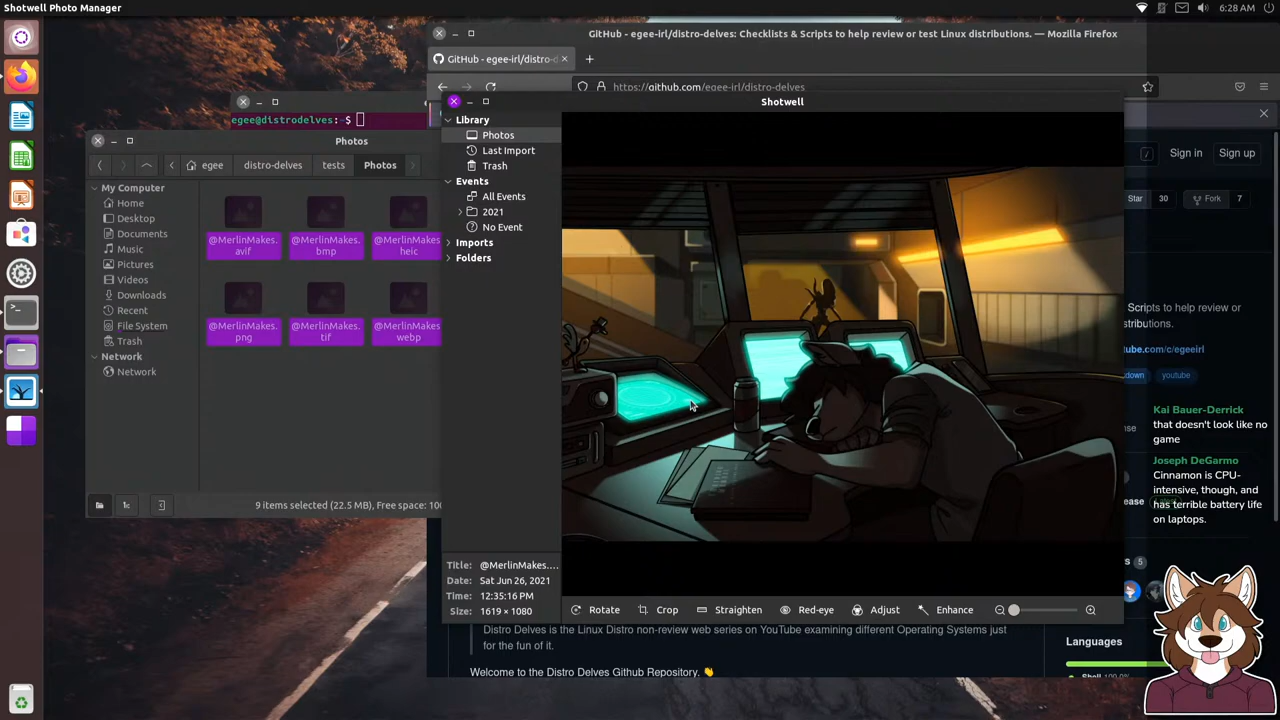 Shotwell Photo Manager
6:28 AM
GitHub - egee-irl/distro-delves: Checklists & Scripts to help review or test Linux distributions. — Mozilla Firefox
GitHub - egee-irl/distro-d
https://github.com/egee-irl/distro-delves
egee@distrodelves:~$
Photos
egee
distro-delves
tests
Photos
My Computer
Home
Desktop
Documents
Music
Pictures
Videos
Downloads
Recent
File System
Trash
Network
Network
@MerlinMakes.
avif
@MerlinMakes.
bmp
@MerlinMakes
heic
@MerlinMakes.
png
@MerlinMakes.
tif
@MerlinMakes
webp
9 items selected (22.5 MB), Free space: 100
Shotwell
Library
Photos
Last Import
Trash
Events
All Events
2021
No Event
Imports
Folders
Title: @MerlinMakes....
Date: Sat Jun 26, 2021
Time: 12:35:16 PM
Size: 1619 × 1080
Rotate
Crop
Straighten
Red-eye
Adjust
Enhance
/
Sign in
Sign up
Star 30
Fork 7
Scripts to help review or
stributions.
tube.com/c/egeeirl
down
youtube
Kai Bauer-Derrick
that doesn't look like no
game
Joseph DeGarmo
Cinnamon is CPU-
intensive, though, and
has terrible battery life
on laptops.
5
Languages
Shell 100.0%
Distro Delves is the Linux Distro non-review web series on YouTube examining different Operating Systems just
for the fun of it.
Welcome to the Distro Delves Github Repository. 👋